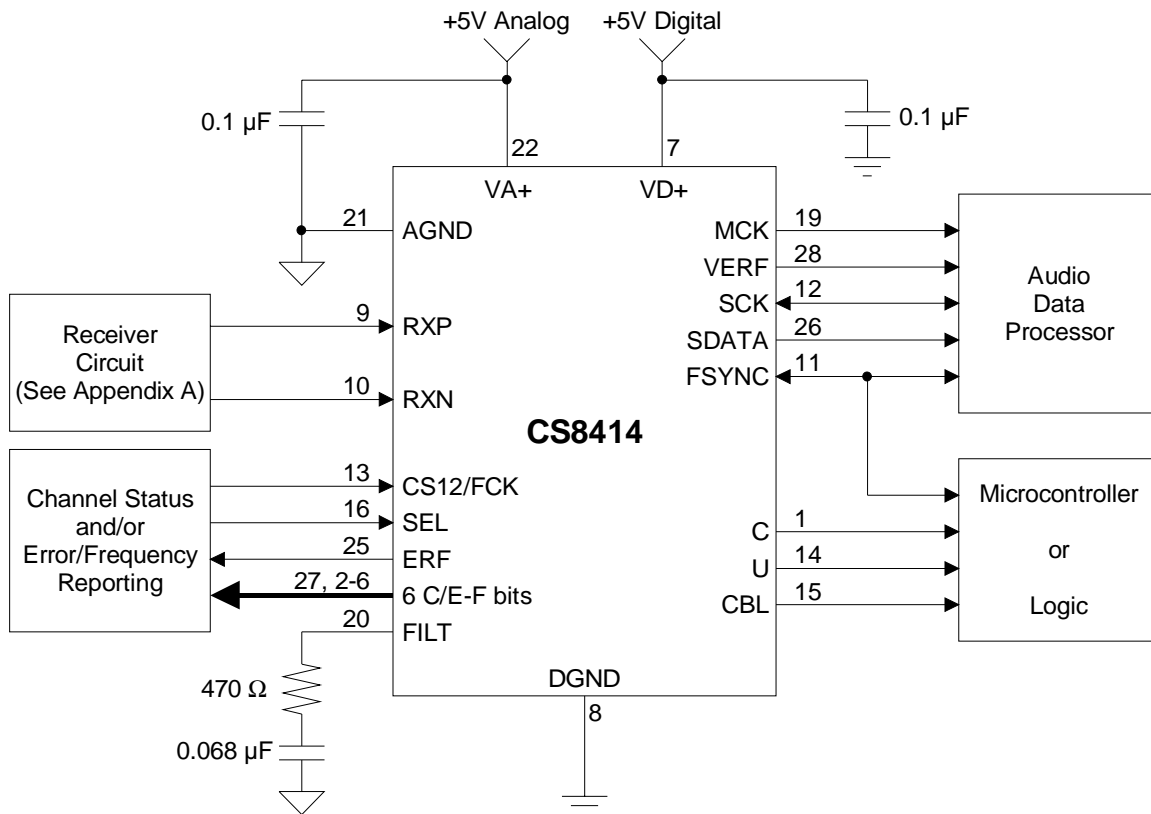 +5V Analog
+5V Digital
0.1 µF
0.1 µF
22
7
VA+
VD+
21
AGND
MCK
19
VERF
28
SCK
12
SDATA
26
FSYNC
11
Audio
Data
Processor
Receiver
Circuit
(See Appendix A)
9
RXP
10
RXN
CS8414
Channel Status
and/or
Error/Frequency
Reporting
13
CS12/FCK
16
SEL
25
ERF
27, 2-6
6 C/E-F bits
20
FILT
C
1
U
14
CBL
15
Microcontroller
or
Logic
470 Ω
0.068 µF
DGND
8